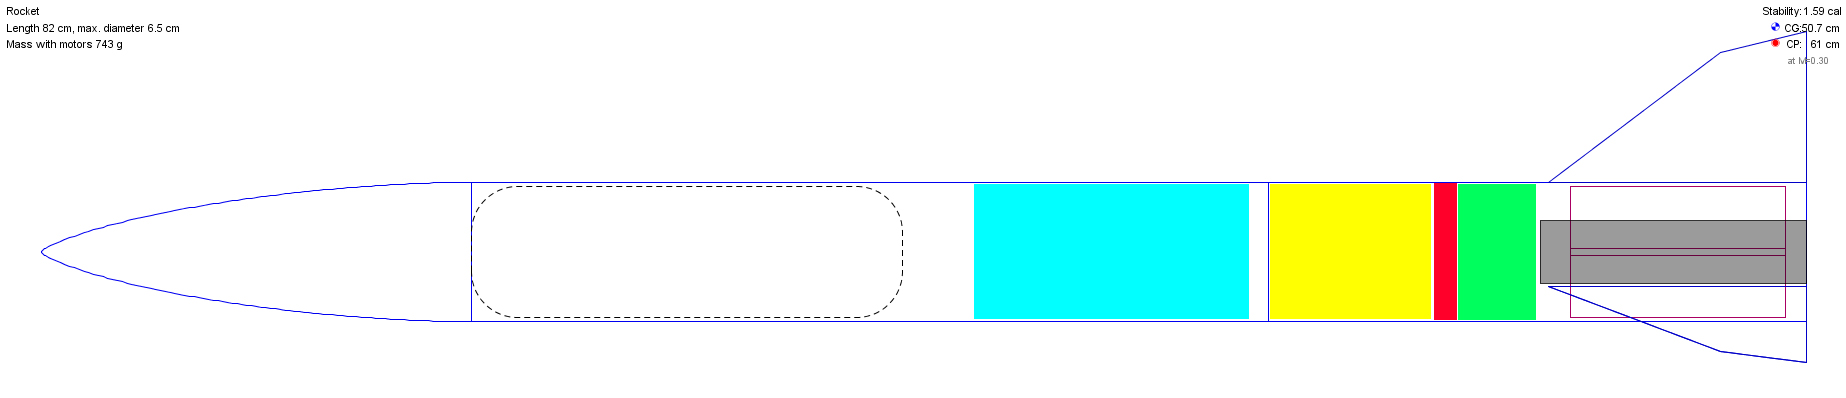 Rocket
Length 82 cm, max. diameter 6.5 cm
Mass with motors 743 g
Stability: 1.59 cal
CG: 50.7 cm
CP: 61 cm
at M=0.30